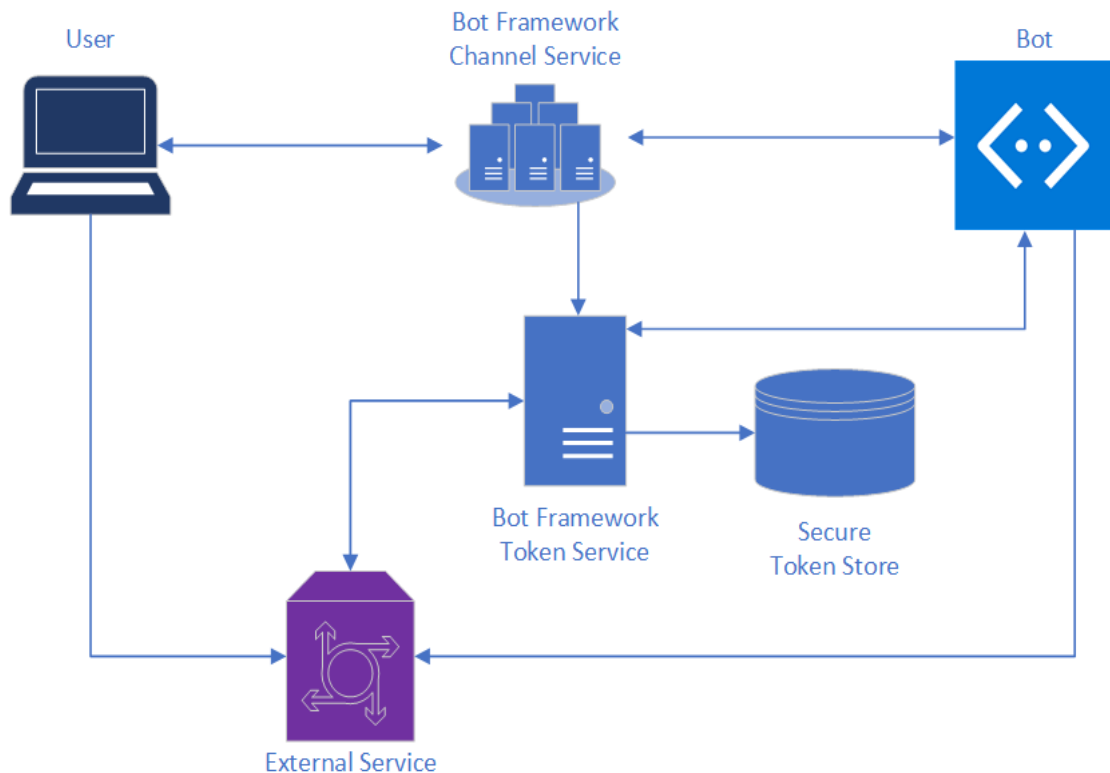 User
Bot Framework
Channel Service
Bot
Bot Framework
Token Service
Secure
Token Store
External Service